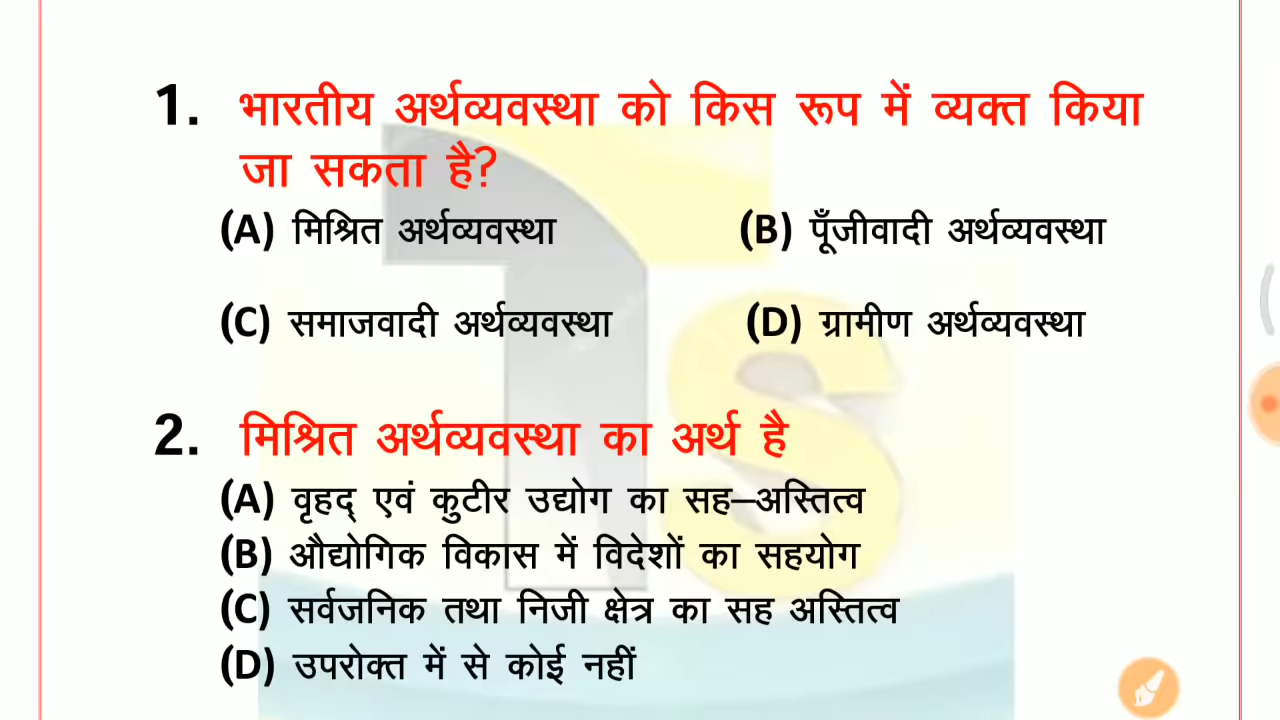 1. भारतीय अर्थव्यवस्था को किस रूप में व्यक्त किया
जा सकता है?
(A) मिश्रित अर्थव्यवस्था (B) पूँजीवादी अर्थव्यवस्था
(C) समाजवादी अर्थव्यवस्था (D) ग्रामीण अर्थव्यवस्था
2. मिश्रित अर्थव्यवस्था का अर्थ है
(A) वृहद् एवं कुटीर उद्योग का सह–अस्तित्व
(B) औद्योगिक विकास में विदेशों का सहयोग
(C) सर्वजनिक तथा निजी क्षेत्र का सह अस्तित्व
(D) उपरोक्त में से कोई नहीं